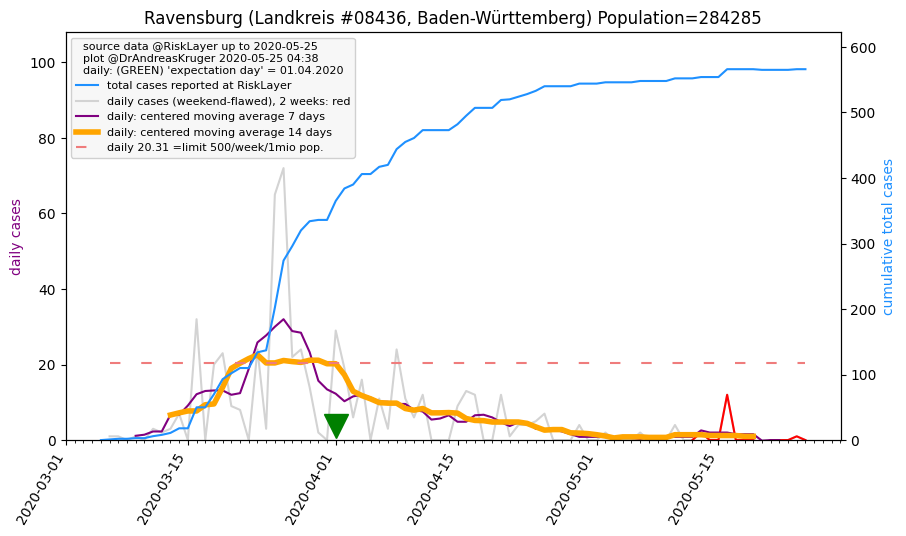 Ravensburg (Landkreis #08436, Baden-Württemberg) Population=284285
source data @RiskLayer up to 2020-05-25
plot @DrAndreasKruger 2020-05-25 04:38
daily: (GREEN) 'expectation day' = 01.04.2020
total cases reported at RiskLayer
daily cases (weekend-flawed), 2 weeks: red
daily: centered moving average 7 days
daily: centered moving average 14 days
daily 20.31 =limit 500/week/1mio pop.
daily cases
100
80
60
40
20
0
cumulative total cases
600
500
400
300
200
100
0
2020-03-01
2020-03-15
2020-04-01
2020-04-15
2020-05-01
2020-05-15